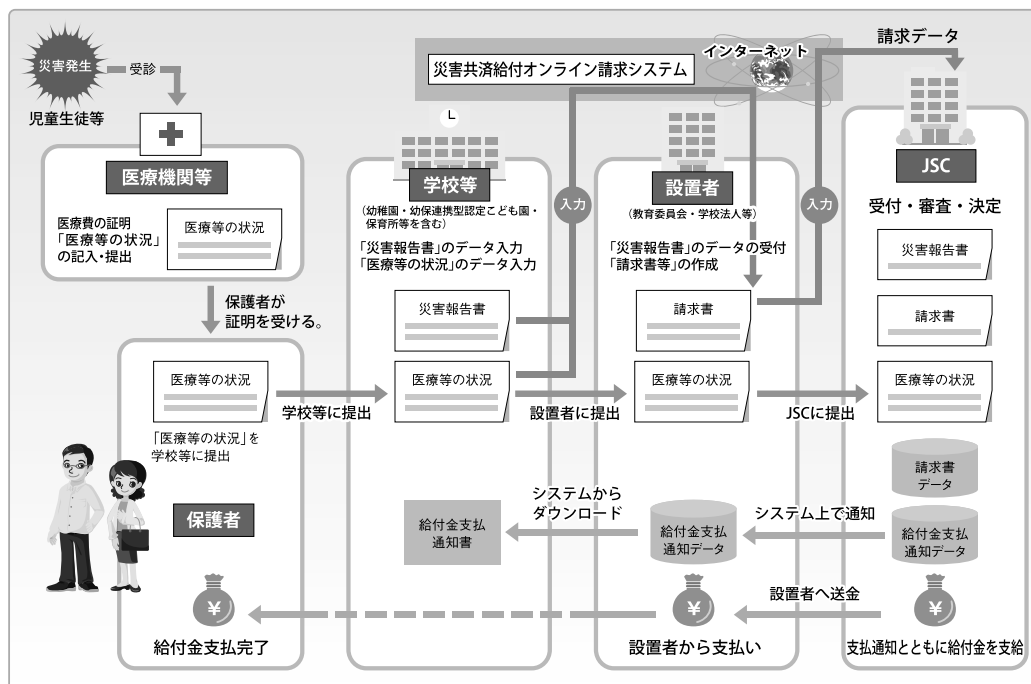 災害発生
受診
児童生徒等
災害共済給付オンライン請求システム
インターネット
請求データ
医療機関等
医療費の証明
「医療等の状況」
の記入・提出
医療等の状況
保護者が
証明を受ける。
医療等の状況
「医療等の状況」を
学校等に提出
保護者
¥
給付金支払完了
学校等に提出
学校等
(幼稚園・幼保連携型認定こども園・
保育所等を含む)
「災害報告書」のデータ入力
「医療等の状況」のデータ入力
災害報告書
医療等の状況
入力
設置者に提出
給付金支払
通知書
システムから
ダウンロード
設置者
(教育委員会・学校法人等)
「災害報告書」のデータの受付
「請求書等」の作成
請求書
医療等の状況
入力
JSCに提出
給付金支払
通知データ
システム上で通知
¥
設置者から支払い
設置者へ送金
JSC
受付・審査・決定
災害報告書
請求書
医療等の状況
請求書
データ
給付金支払
通知データ
¥
支払通知とともに給付金を支給